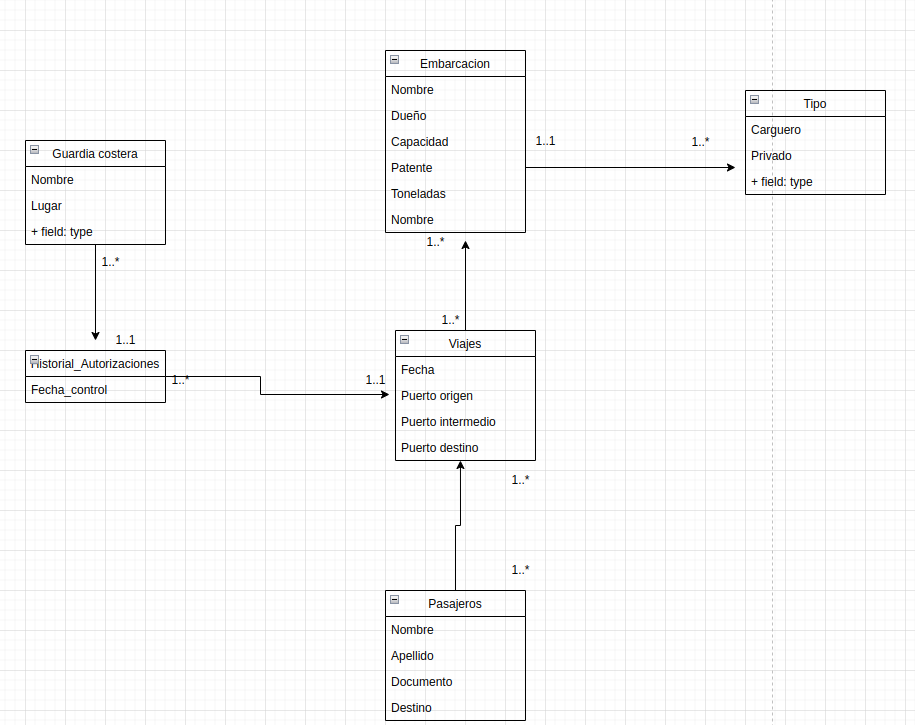 Embarcacion
Nombre
Dueño
Capacidad
Patente
Toneladas
Nombre
1..1
1..*
Tipo
Carguero
Privado
+ field: type
Guardia costera
Nombre
Lugar
+ field: type
1..*
1..1
Historial_Autorizaciones
Fecha_control
1..*
1..1
1..*
1..*
Viajes
Fecha
Puerto origen
Puerto intermedio
Puerto destino
1..*
1..*
Pasajeros
Nombre
Apellido
Documento
Destino